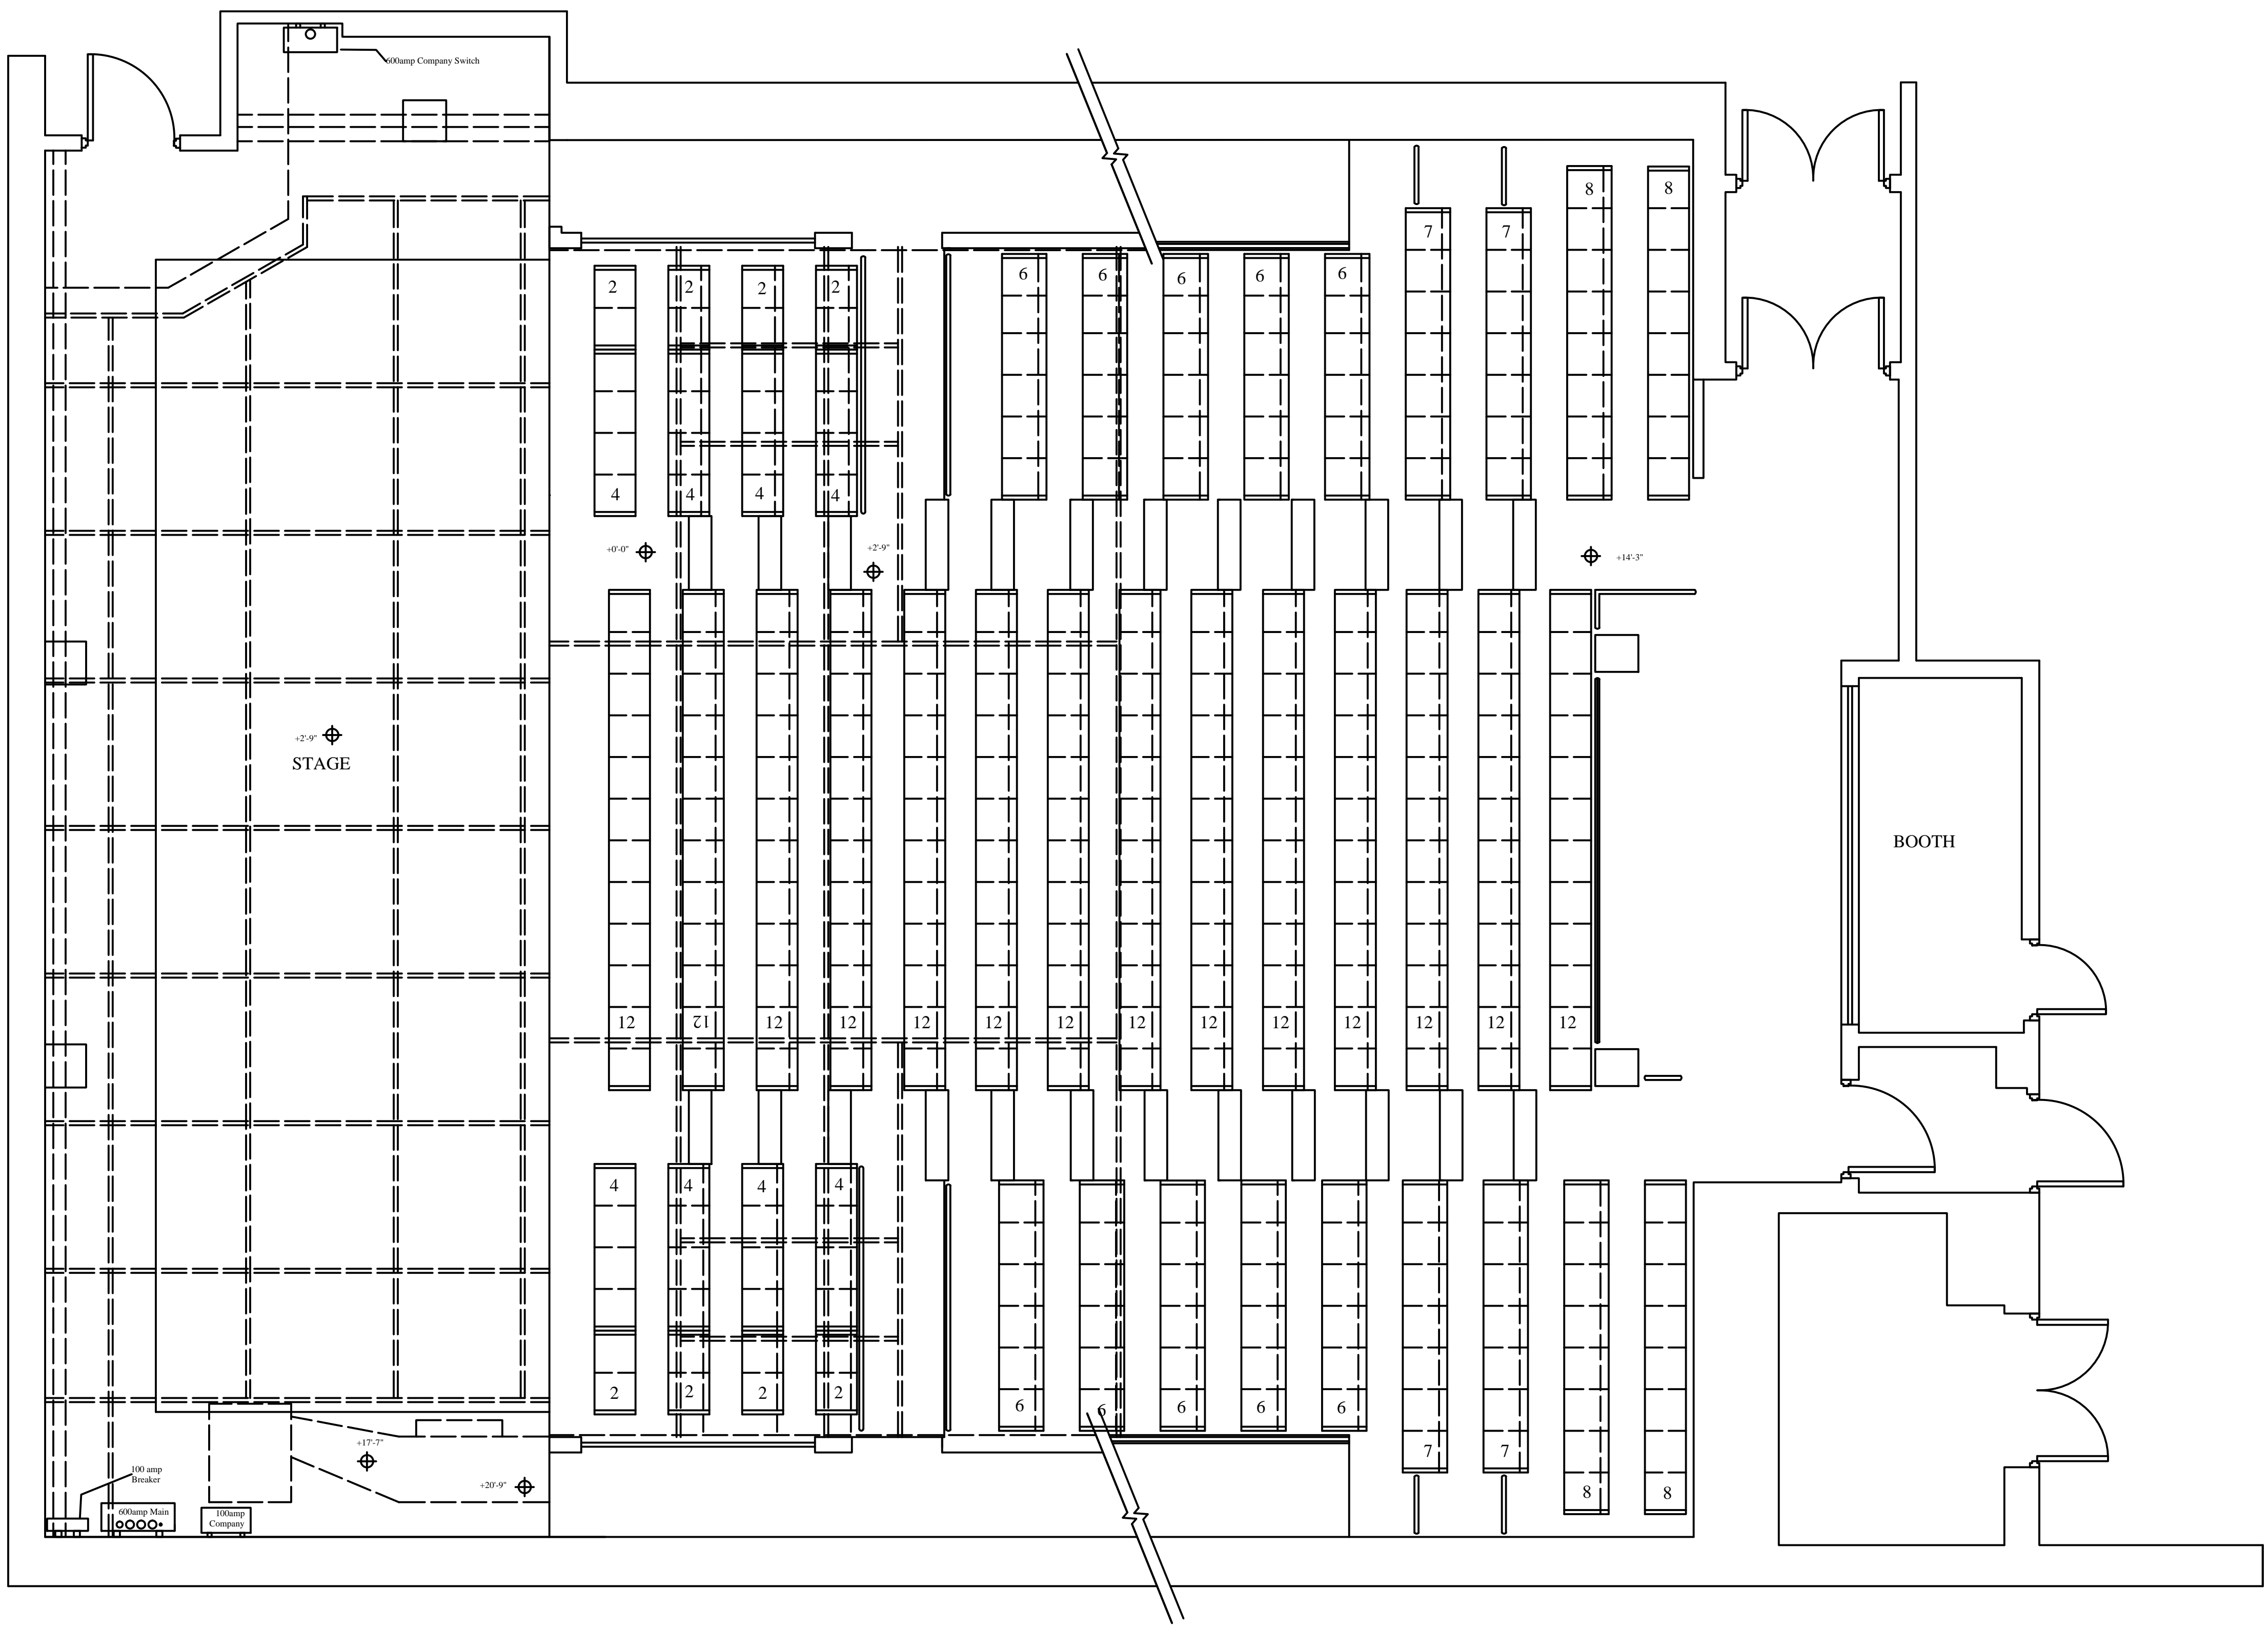 600amp Company Switch
8 8
7 7
6 6 6 6 6
2 2 2 2
4 4 4 4
+0'-0"
+2'-9"
+14'-3"
+2'-9"
STAGE
BOOTH
12 12 12 12 12 12 12 12 12 12 12 12 12 12
4 4 4 4
2 2 2 2
6 6 6 6 6
7 7
8 8
+17'-7"
+20'-9"
100 amp
Breaker
600amp Main
100amp
Company